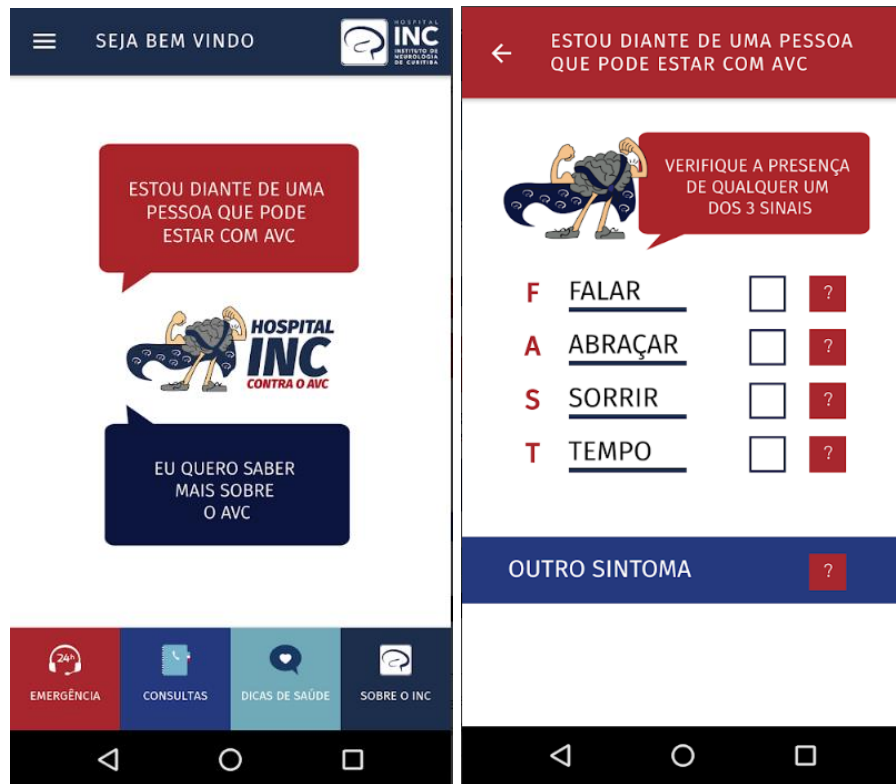 SEJA BEM VINDO
HOSPITAL
INC
INSTITUTO DE
NEUROLOGIA
DE CURITIBA
ESTOU DIANTE DE UMA
PESSOA QUE PODE
ESTAR COM AVC
HOSPITAL
INC
CONTRA O AVC
EU QUERO SABER
MAIS SOBRE
O AVC
24h
EMERGÊNCIA
CONSULTAS
DICAS DE SAÚDE
SOBRE O INC
ESTOU DIANTE DE UMA PESSOA
QUE PODE ESTAR COM AVC
VERIFIQUE A PRESENÇA
DE QUALQUER UM
DOS 3 SINAIS
F FALAR ?
A ABRAÇAR ?
S SORRIR ?
T TEMPO ?
OUTRO SINTOMA ?